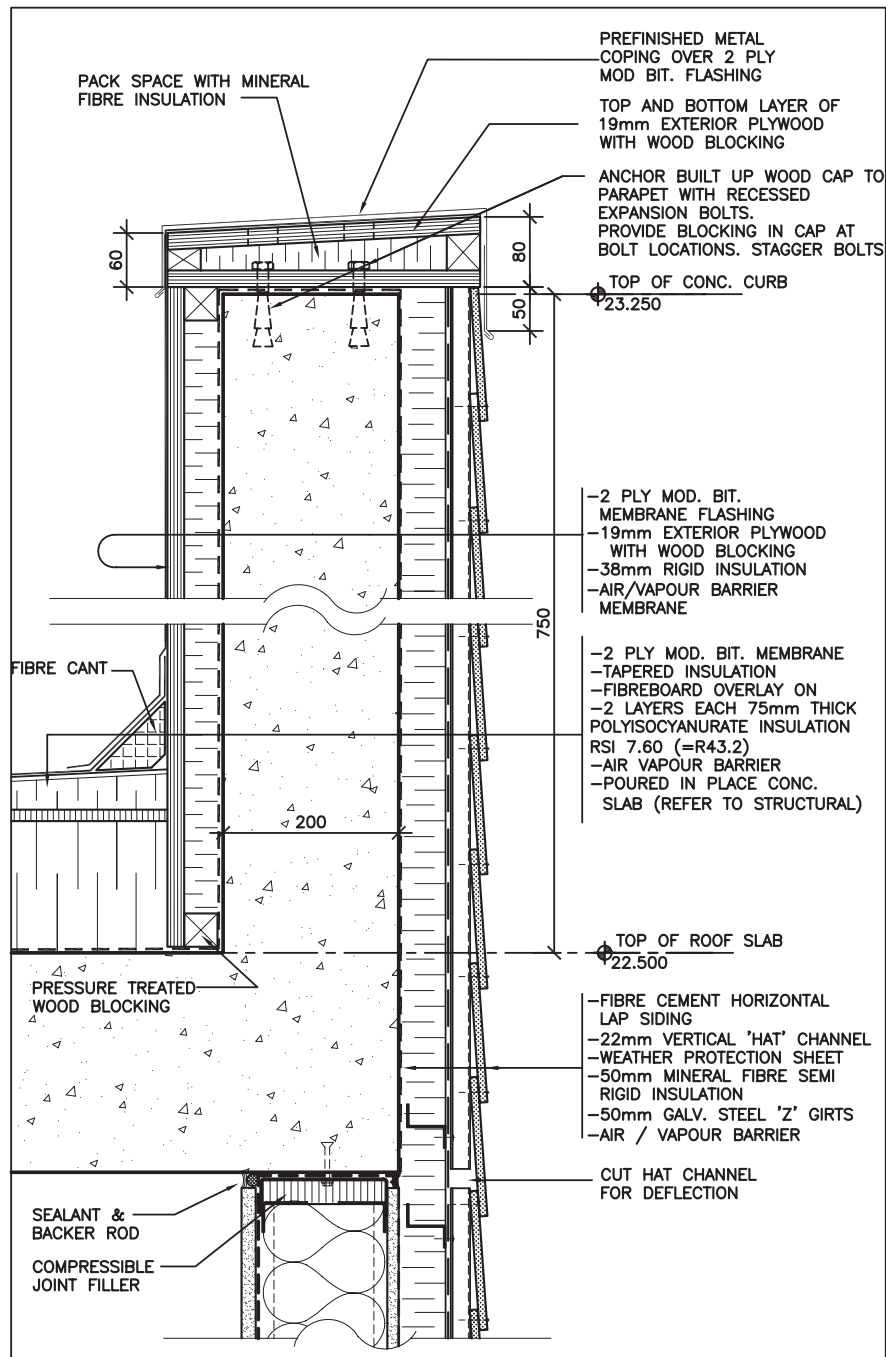 PREFINISHED METAL
COPING OVER 2 PLY
MOD BIT. FLASHING
PACK SPACE WITH MINERAL
FIBRE INSULATION
TOP AND BOTTOM LAYER OF
19mm EXTERIOR PLYWOOD
WITH WOOD BLOCKING
ANCHOR BUILT UP WOOD CAP TO
PARAPET WITH RECESSED
EXPANSION BOLTS.
PROVIDE BLOCKING IN CAP AT
BOLT LOCATIONS. STAGGER BOLTS
60
80
50
TOP OF CONC. CURB
23.250
-2 PLY MOD. BIT.
MEMBRANE FLASHING
-19mm EXTERIOR PLYWOOD
WITH WOOD BLOCKING
-38mm RIGID INSULATION
-AIR/VAPOUR BARRIER
MEMBRANE
750
FIBRE CANT
-2 PLY MOD. BIT. MEMBRANE
-TAPERED INSULATION
-FIBREBOARD OVERLAY ON
-2 LAYERS EACH 75mm THICK
POLYISOCYANURATE INSULATION
RSI 7.60 (=R43.2)
-AIR VAPOUR BARRIER
-POURED IN PLACE CONC.
SLAB (REFER TO STRUCTURAL)
200
TOP OF ROOF SLAB
22.500
PRESSURE TREATED
WOOD BLOCKING
-FIBRE CEMENT HORIZONTAL
LAP SIDING
-22mm VERTICAL 'HAT' CHANNEL
-WEATHER PROTECTION SHEET
-50mm MINERAL FIBRE SEMI
RIGID INSULATION
-50mm GALV. STEEL 'Z' GIRTS
-AIR / VAPOUR BARRIER
CUT HAT CHANNEL
FOR DEFLECTION
SEALANT &
BACKER ROD
COMPRESSIBLE
JOINT FILLER